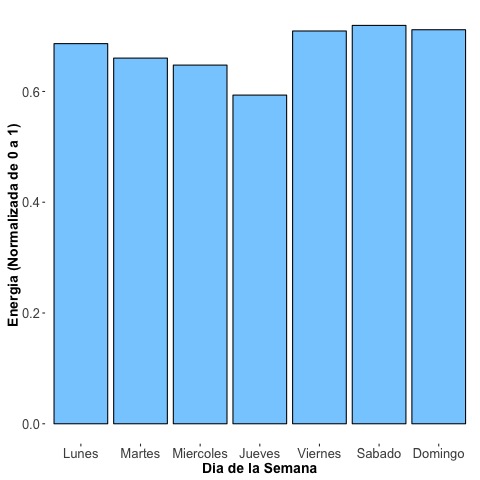 Energia (Normalizada de 0 a 1)
0.6
0.4
0.2
0.0
Lunes Martes Miercoles Jueves Viernes Sabado Domingo
Dia de la Semana